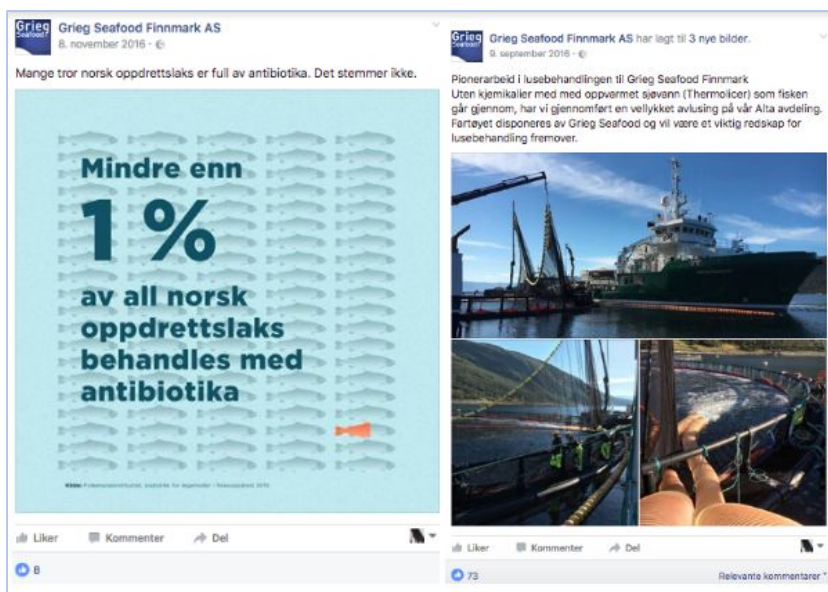 Grieg Seafood Finnmark AS
8. november 2016
Mange tror norsk oppdrettslaks er full av antibiotika. Det stemmer ikke.
Mindre enn
1 %
av all norsk
oppdrettslaks
behandles med
antibiotika
Kilde:
Liker Kommenter Del
8
Grieg Seafood Finnmark AS har lagt til 3 nye bilder.
9. september 2016
Pionerarbeid i lusebehandlingen til Grieg Seafood Finnmark
Uten kjemikalier med med oppvarmet sjøvann (Thermolicer) som fisken
går gjennom, har vi gjennomført en vellykket avlusing på vår Alta avdeling.
Fartøyet disponeres av Grieg Seafood og vil være et viktig redskap for
lusebehandling fremover.
Liker Kommenter Del
73 Relevante kommentarer